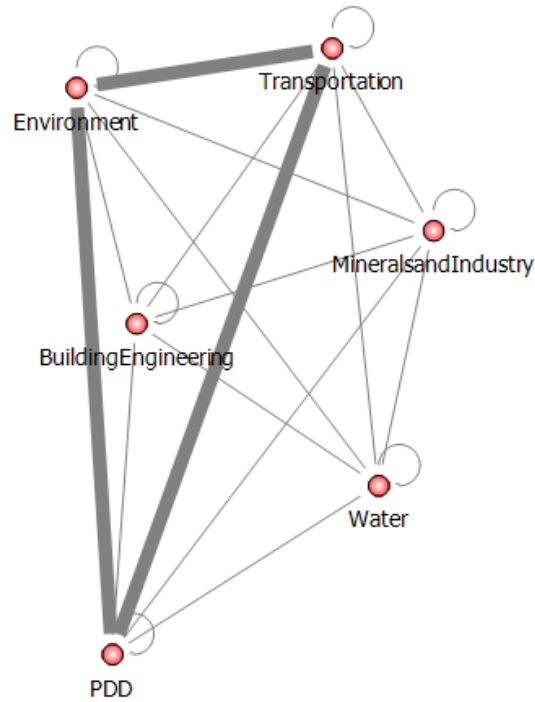 Transportation
Environment
MineralsandIndustry
BuildingEngineering
Water
PDD